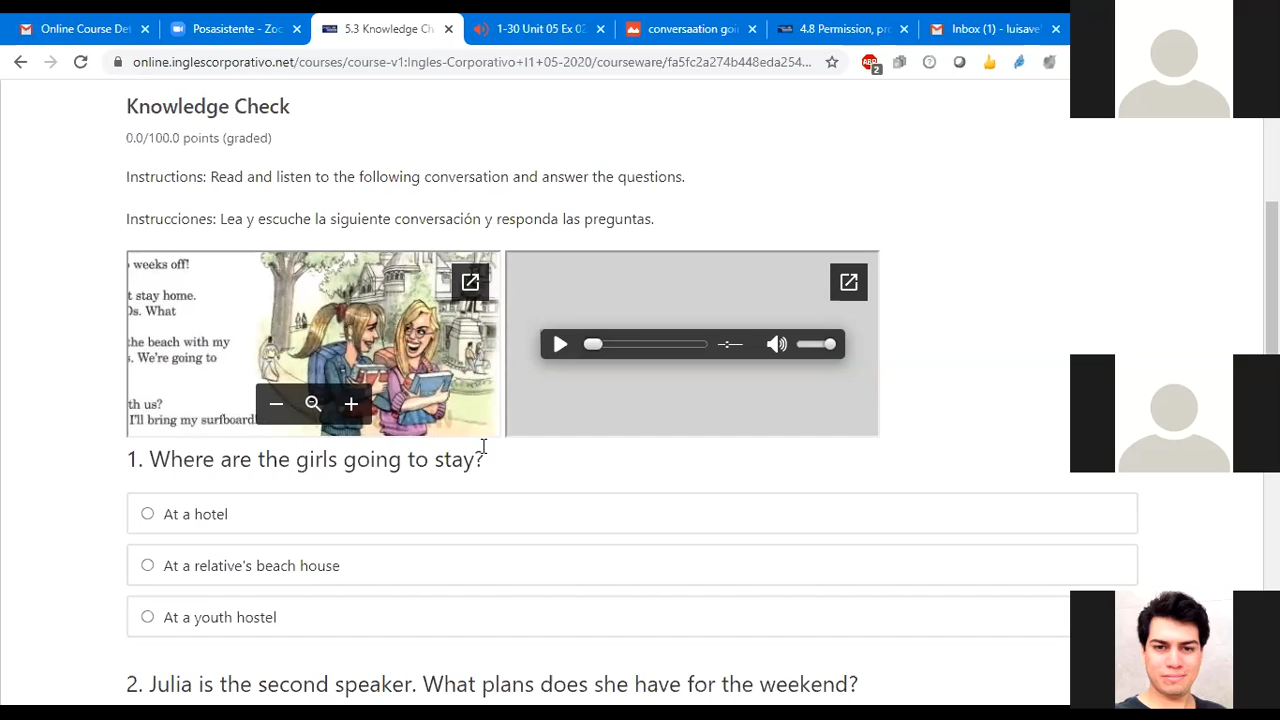 Online Course De
Posasistente - Zoo
5.3 Knowledge Ch
1-30 Unit 05 Ex 02
conversaation goi
4.8 Permission, pr
Inbox (1) - luisave
online.inglescorporativo.net/courses/course-v1:Ingles-Corporativo+I1+05-2020/courseware/fa5fc2a274b448eda254...
ABP
2
Knowledge Check
0.0/100.0 points (graded)
Instructions: Read and listen to the following conversation and answer the questions.
Instrucciones: Lea y escuche la siguiente conversación y responda las preguntas.
weeks off!
t stay home.
Ds. What
the beach with my
. We're going to
th us?
I'll bring my surfboard!
-:--
1. Where are the girls going to stay?
At a hotel
At a relative's beach house
At a youth hostel
2. Julia is the second speaker. What plans does she have for the weekend?